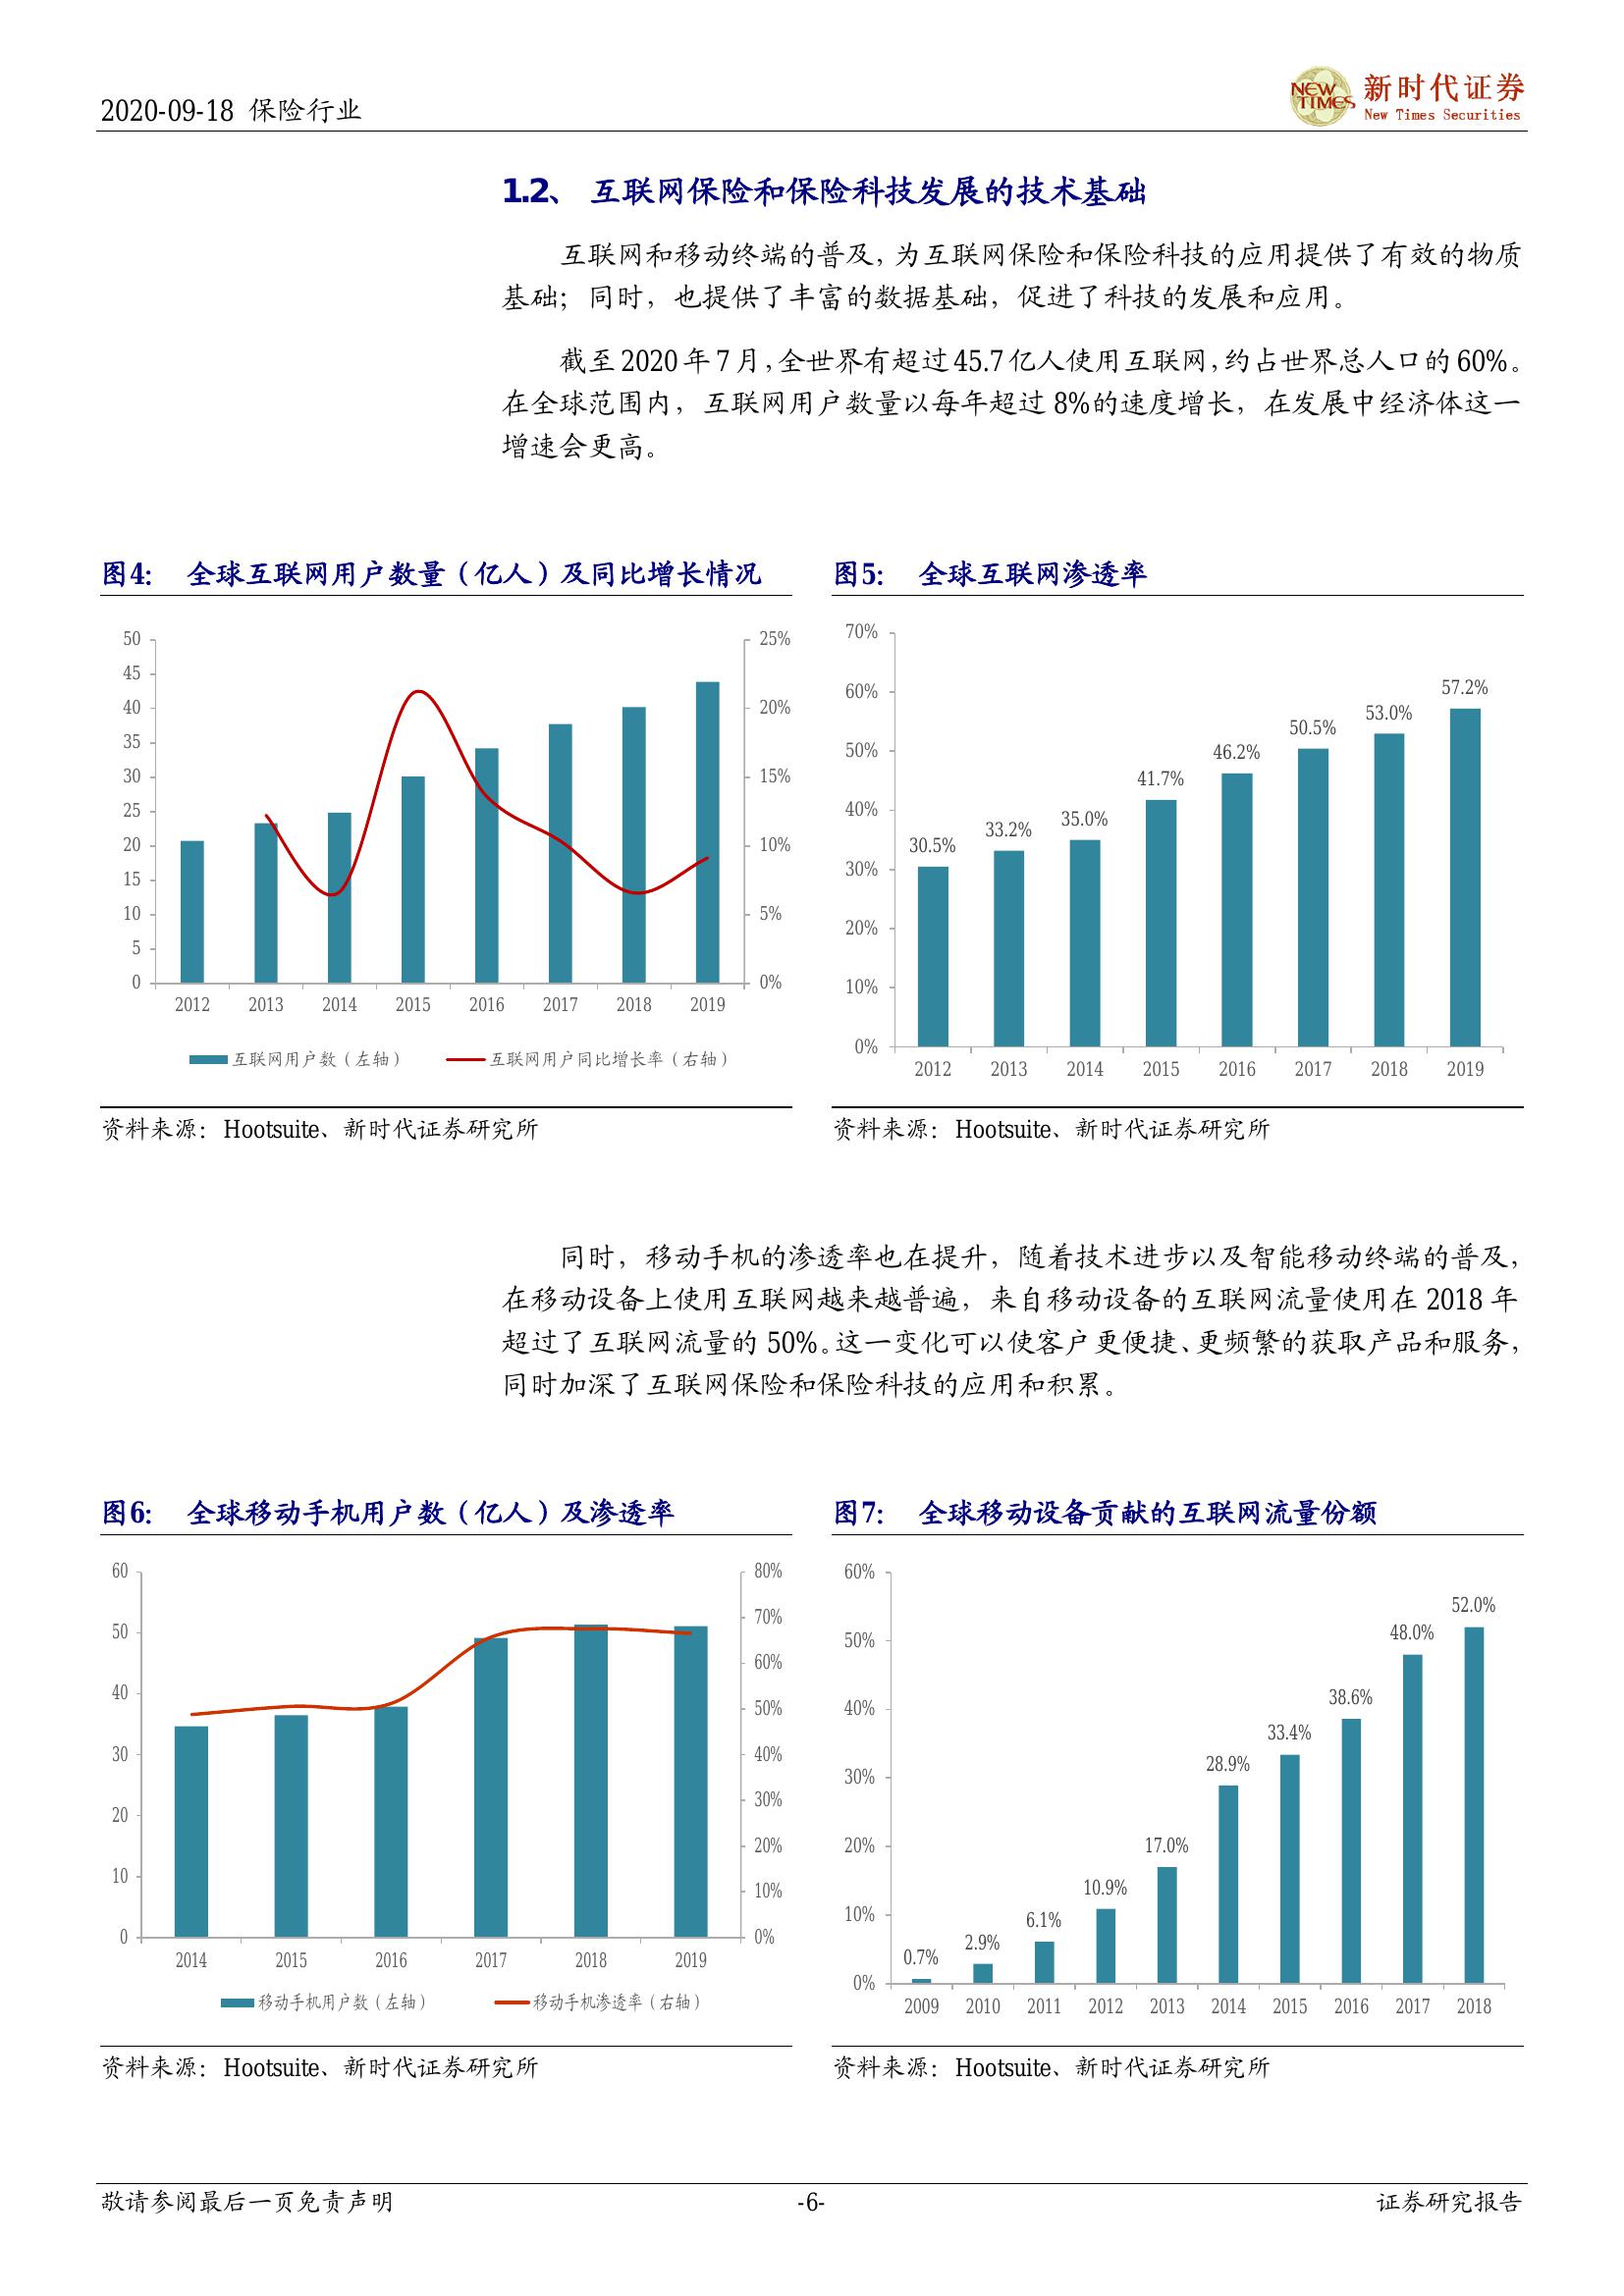 2020-09-18 保险行业
NEW TIMES
新时代证券
New Times Securities
1.2、 互联网保险和保险科技发展的技术基础
互联网和移动终端的普及，为互联网保险和保险科技的应用提供了有效的物质
基础；同时，也提供了丰富的数据基础，促进了科技的发展和应用。
截至 2020 年 7 月，全世界有超过 45.7 亿人使用互联网，约占世界总人口的 60%。
在全球范围内，互联网用户数量以每年超过 8%的速度增长，在发展中经济体这一
增速会更高。
图4： 全球互联网用户数量（亿人）及同比增长情况
50
45
40
35
30
25
20
15
10
5
0
25%
20%
15%
10%
5%
0%
2012 2013 2014 2015 2016 2017 2018 2019
互联网用户数（左轴） 互联网用户同比增长率（右轴）
资料来源：Hootsuite、新时代证券研究所
图5： 全球互联网渗透率
70%
60%
50%
40%
30%
20%
10%
0%
30.5% 33.2% 35.0% 41.7% 46.2% 50.5% 53.0% 57.2%
2012 2013 2014 2015 2016 2017 2018 2019
资料来源：Hootsuite、新时代证券研究所
同时，移动手机的渗透率也在提升，随着技术进步以及智能移动终端的普及，
在移动设备上使用互联网越来越普遍，来自移动设备的互联网流量使用在 2018 年
超过了互联网流量的 50%。这一变化可以使客户更便捷、更频繁的获取产品和服务，
同时加深了互联网保险和保险科技的应用和积累。
图6： 全球移动手机用户数（亿人）及渗透率
60
50
40
30
20
10
0
80%
70%
60%
50%
40%
30%
20%
10%
0%
2014 2015 2016 2017 2018 2019
移动手机用户数（左轴） 移动手机渗透率（右轴）
资料来源：Hootsuite、新时代证券研究所
图7： 全球移动设备贡献的互联网流量份额
60%
50%
40%
30%
20%
10%
0%
0.7% 2.9% 6.1% 10.9% 17.0% 28.9% 33.4% 38.6% 48.0% 52.0%
2009 2010 2011 2012 2013 2014 2015 2016 2017 2018
资料来源：Hootsuite、新时代证券研究所
敬请参阅最后一页免责声明 -6- 证券研究报告